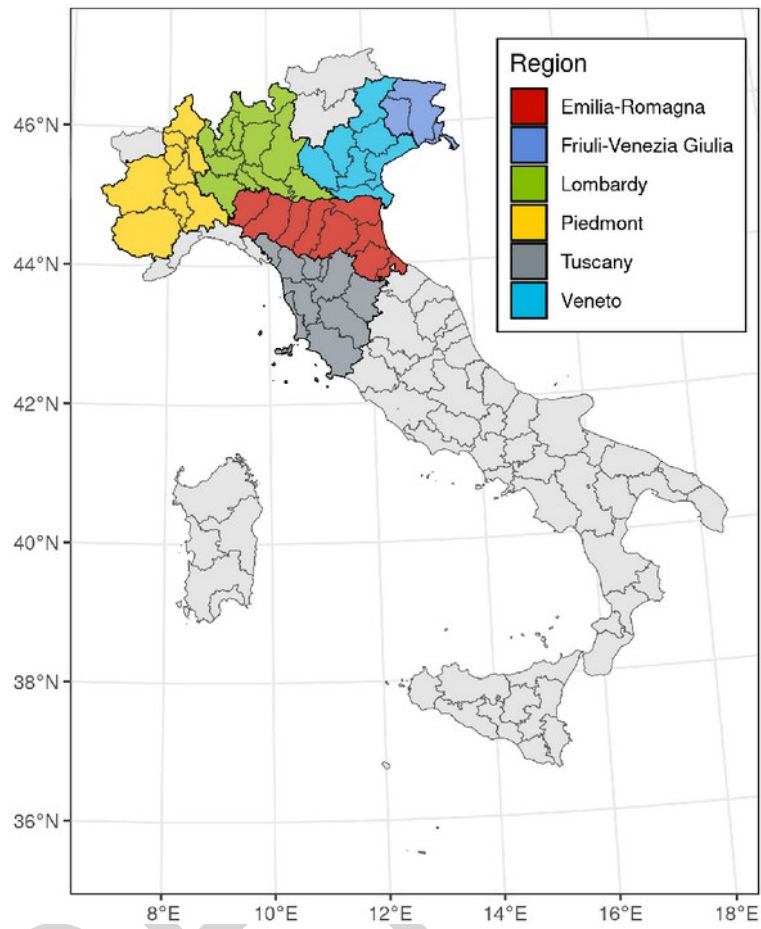 Region
Emilia-Romagna
Friuli-Venezia Giulia
Lombardy
Piedmont
Tuscany
Veneto
46°N
44°N
42°N
40°N
38°N
36°N
8°E 10°E 12°E 14°E 16°E 18°E